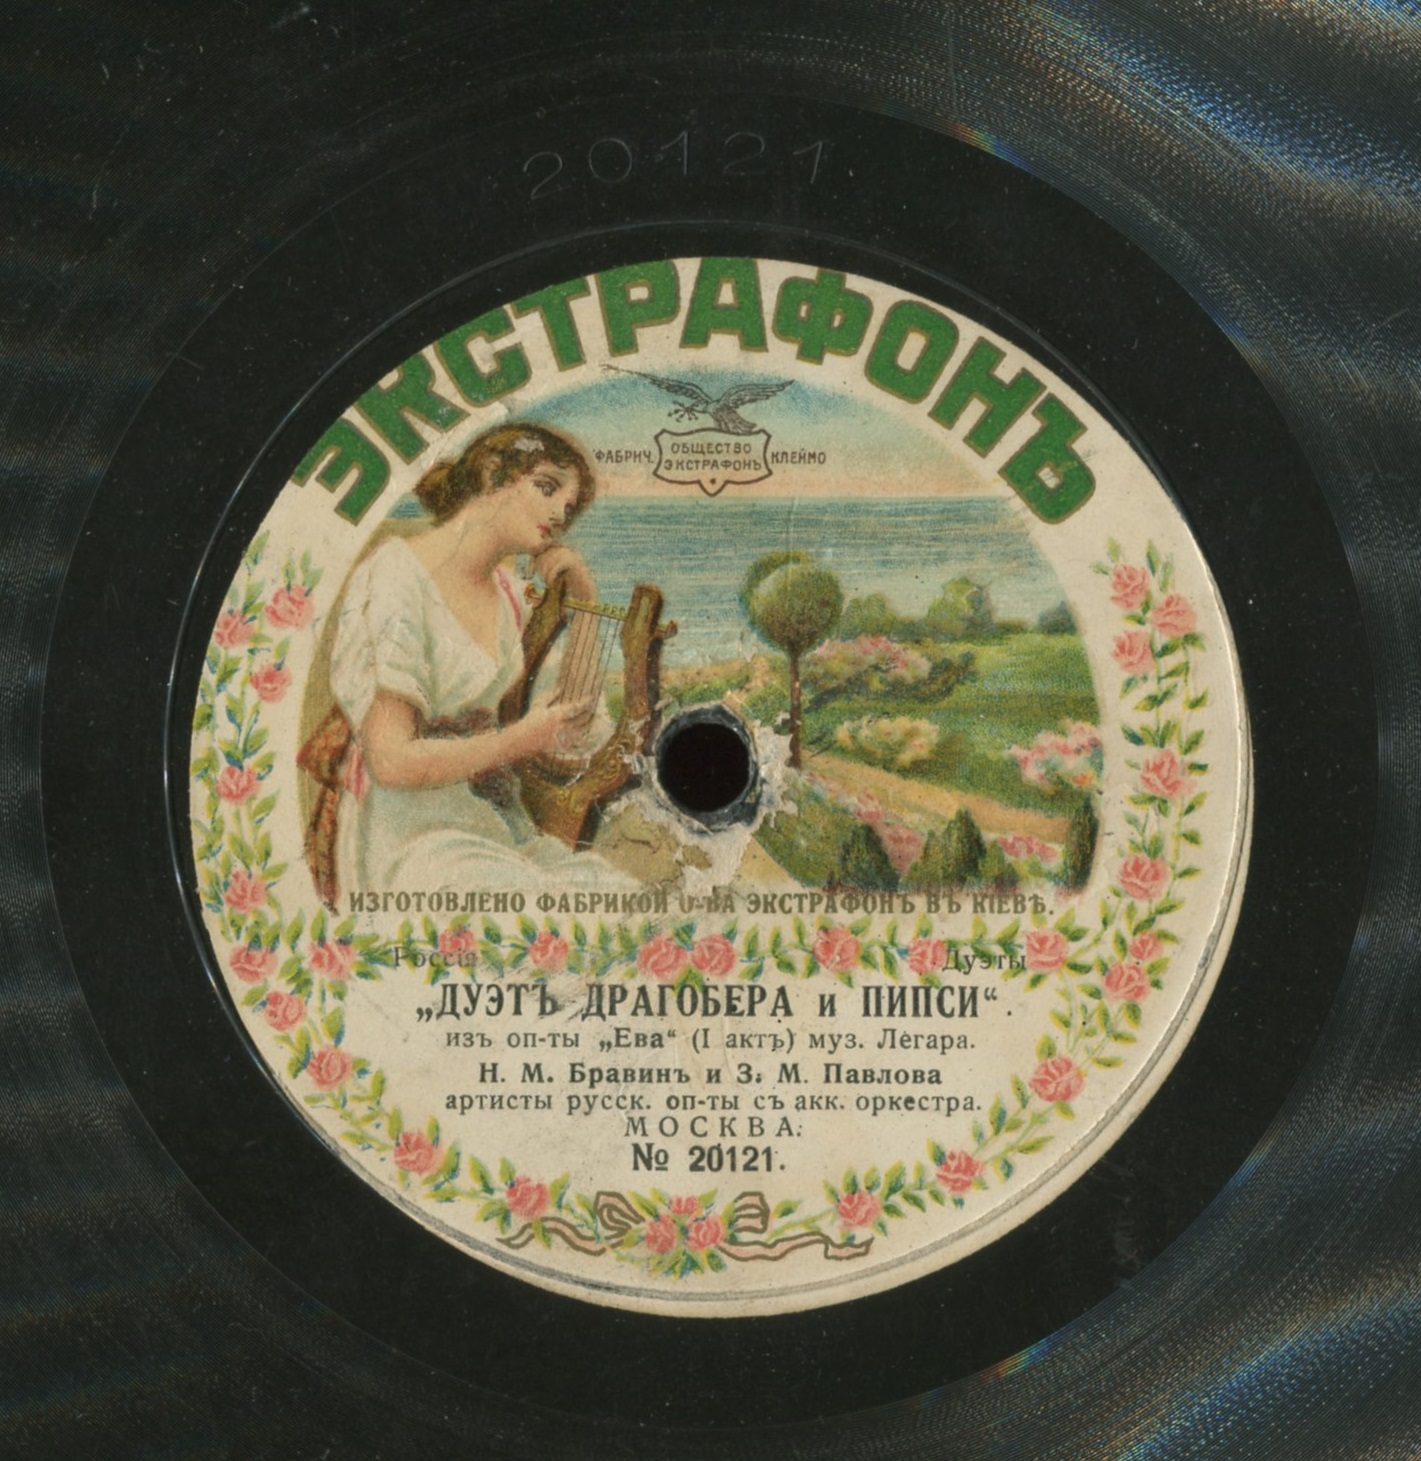 20121
ЭКСТРАФОНЪ
ФАБРИЧ. ОБЩЕСТВО ЭКСТРАФОНЪ КЛЕЙМО
ИЗГОТОВЛЕНО ФАБРИКОЙ О-ВА ЭКСТРАФОНЪ ВЪ КІЕВѢ.
Россія Дуэты
„ДУЭТЪ ДРАГОБЕРА и ПИПСИ“.
изъ оп-ты „Ева“ (I актъ) муз. Легара.
Н. М. Бравинъ и З. М. Павлова
артисты русск. оп-ты съ акк. оркестра.
МОСКВА.
№ 20121.